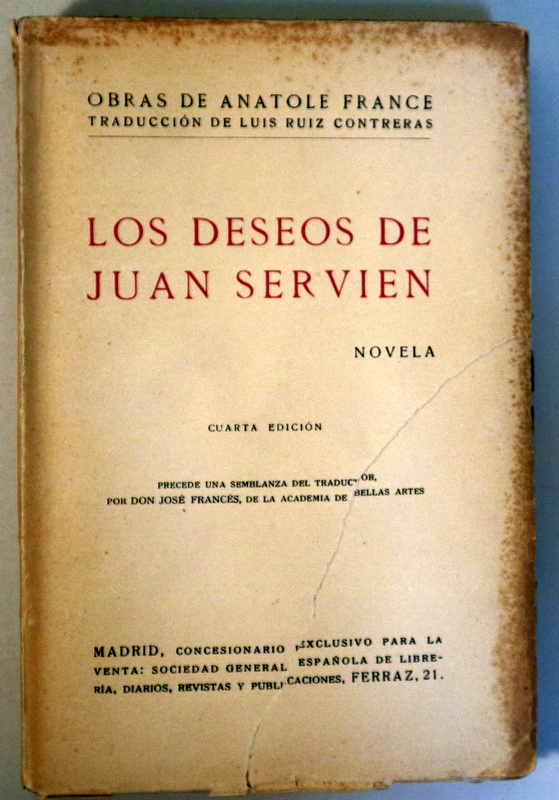 OBRAS DE ANATOLE FRANCE
TRADUCCIÓN DE LUIS RUIZ CONTRERAS
LOS DESEOS DE
JUAN SERVIEN
NOVELA
CUARTA EDICIÓN
PRECEDE UNA SEMBLANZA DEL TRADUCTOR,
POR DON JOSÉ FRANCÉS, DE LA ACADEMIA DE BELLAS ARTES
MADRID, CONCESIONARIO EXCLUSIVO PARA LA
VENTA: SOCIEDAD GENERAL ESPAÑOLA DE LIBRE-
RÍA, DIARIOS, REVISTAS Y PUBLICACIONES, FERRAZ, 21.